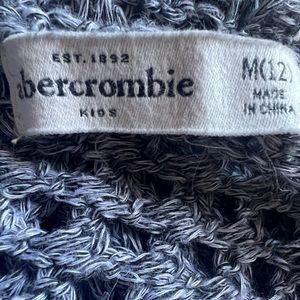 EST. 1892
abercrombie
KIDS
M(12)
MADE
IN CHINA